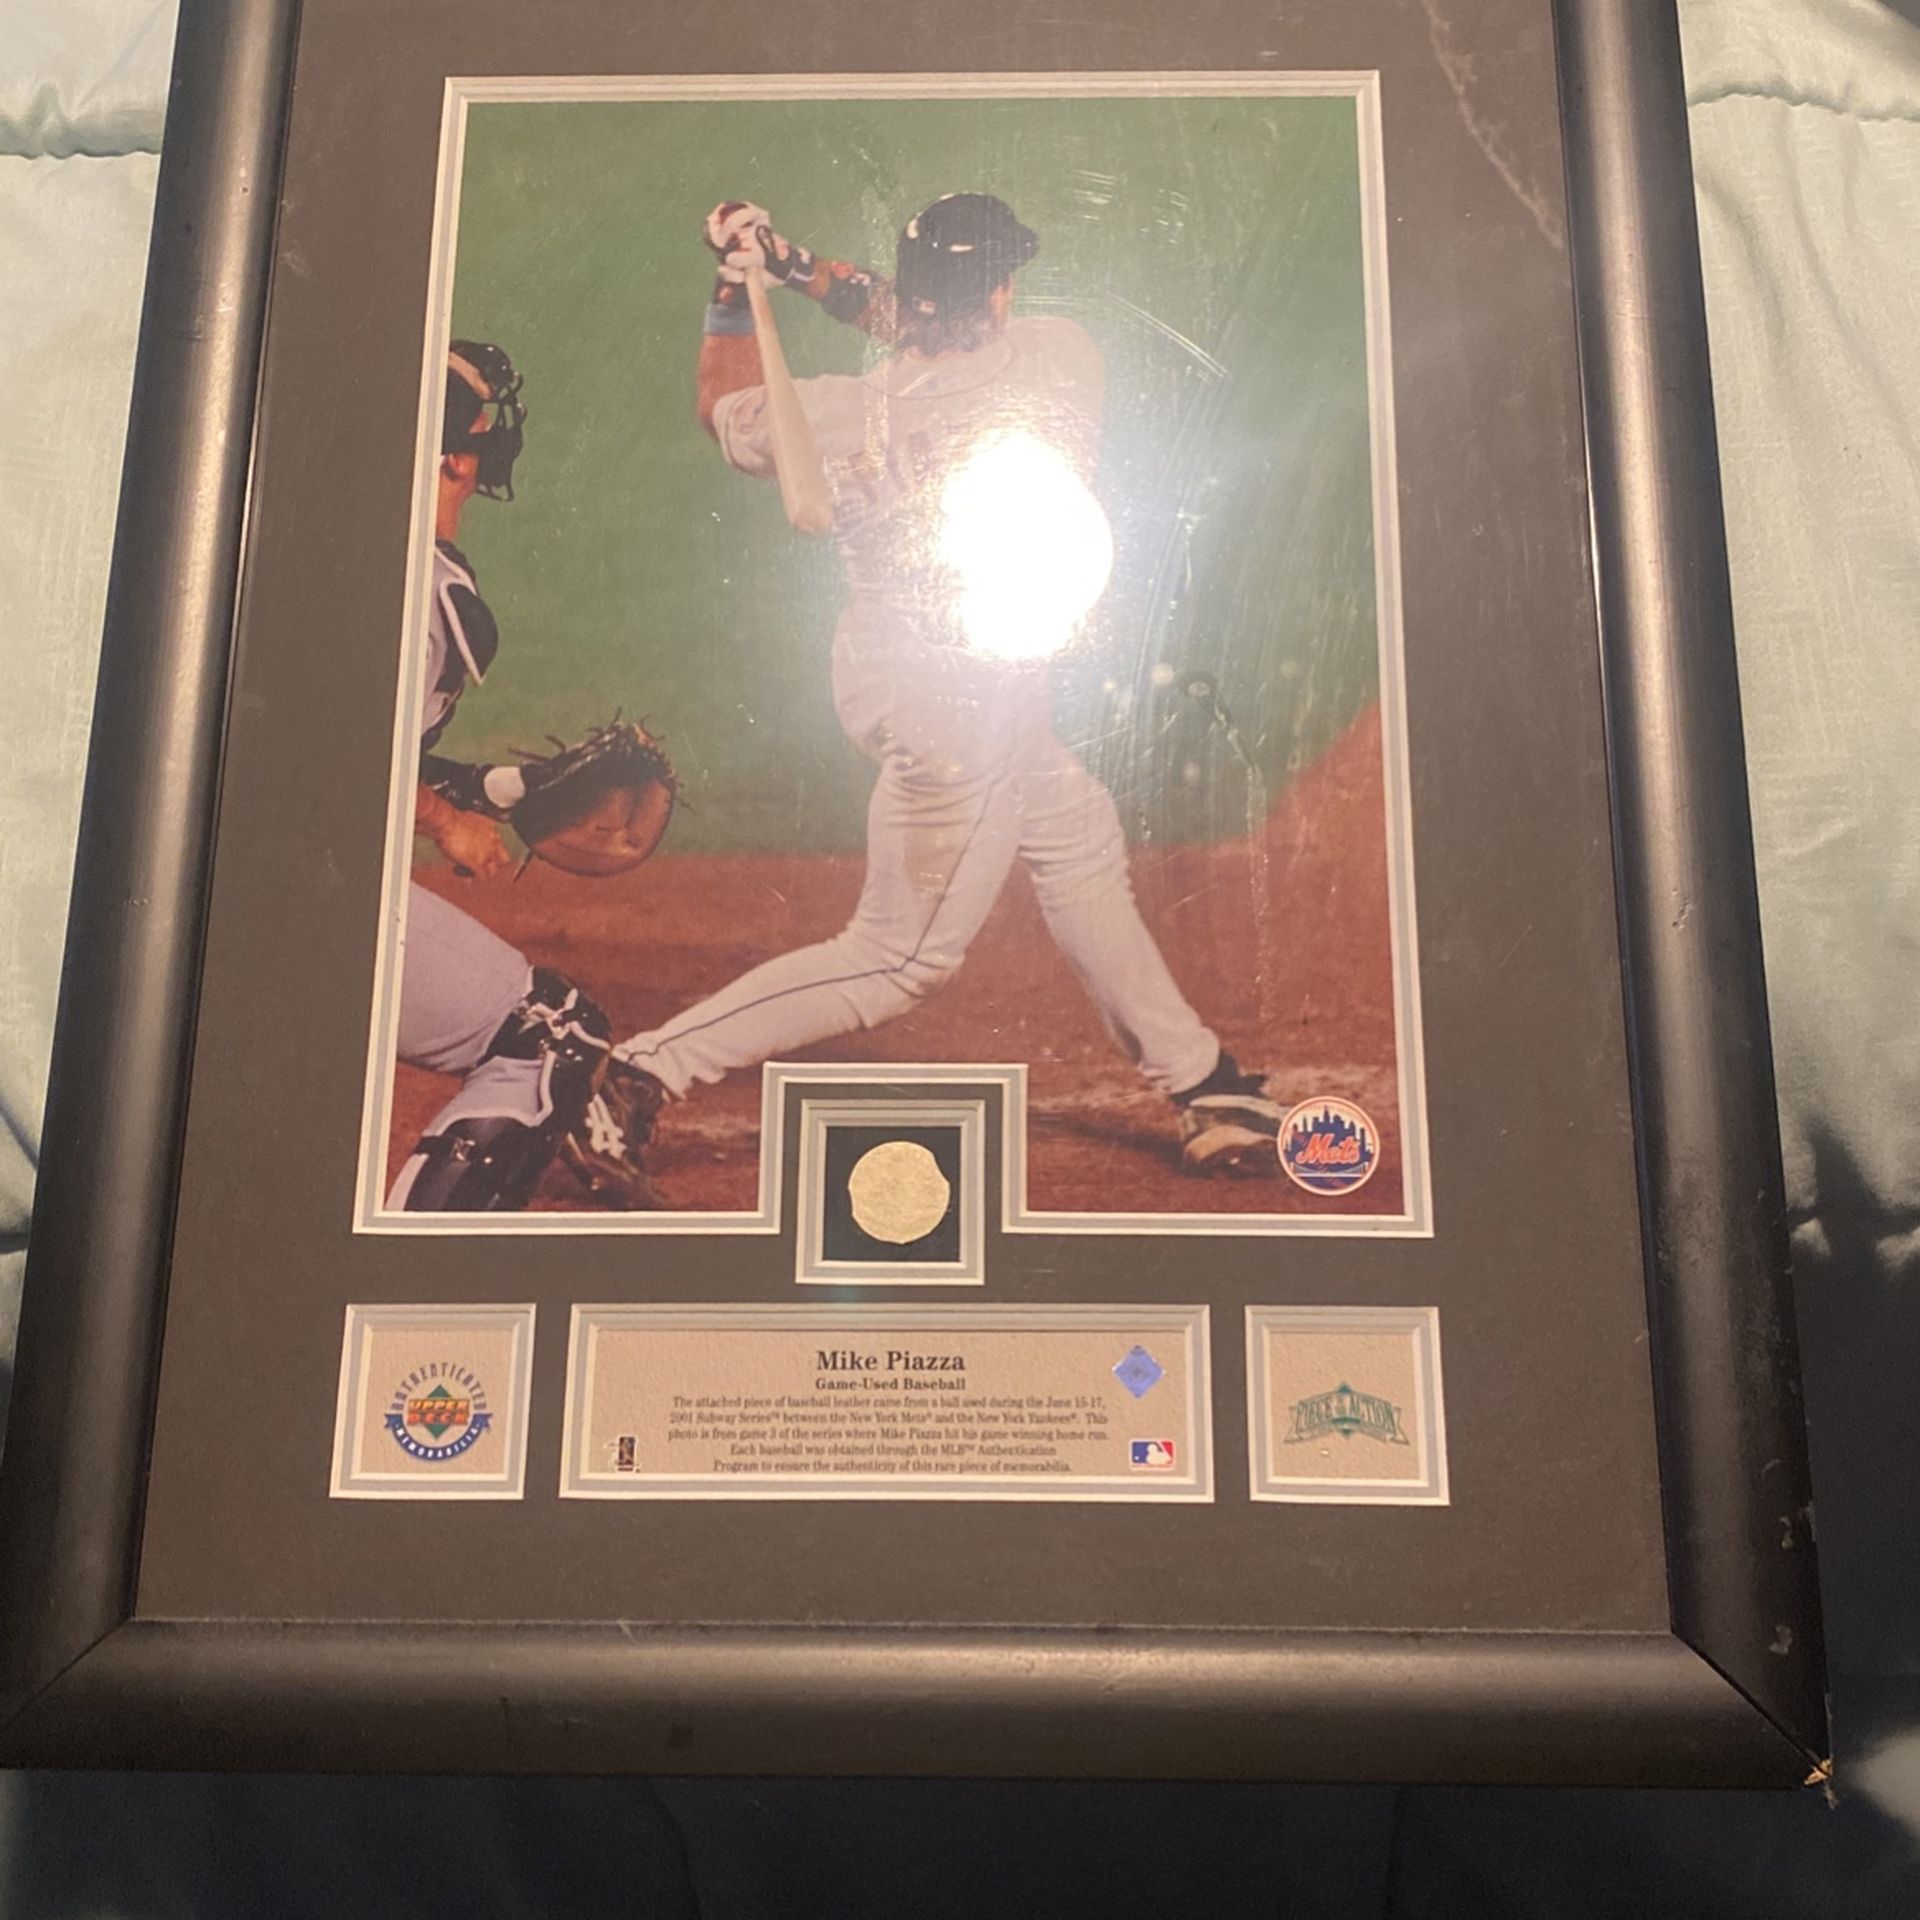 Mets
Mike Piazza
Game-Used Baseball
The attached piece of baseball leather came from a ball used during the June 15-17,
2001 Subway Series™ between the New York Mets® and the New York Yankees®. This
photo is from game 3 of the series where Mike Piazza hit his game winning home run.
Each baseball was obtained through the MLB™ Authentication
Program to ensure the authenticity of this rare piece of memorabilia.
AUTHENTICATED
UPPER
DECK
MEMORABILIA
PIECE OF THE ACTION